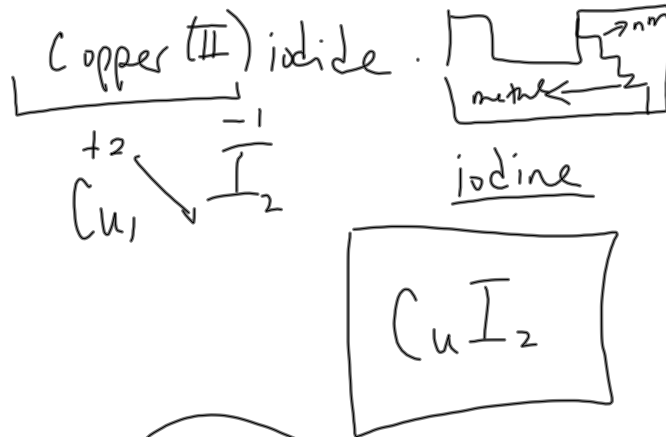 Copper (II) iodide.
nm
metal
+2 -1
Cu₁ I₂
iodine
CuI₂